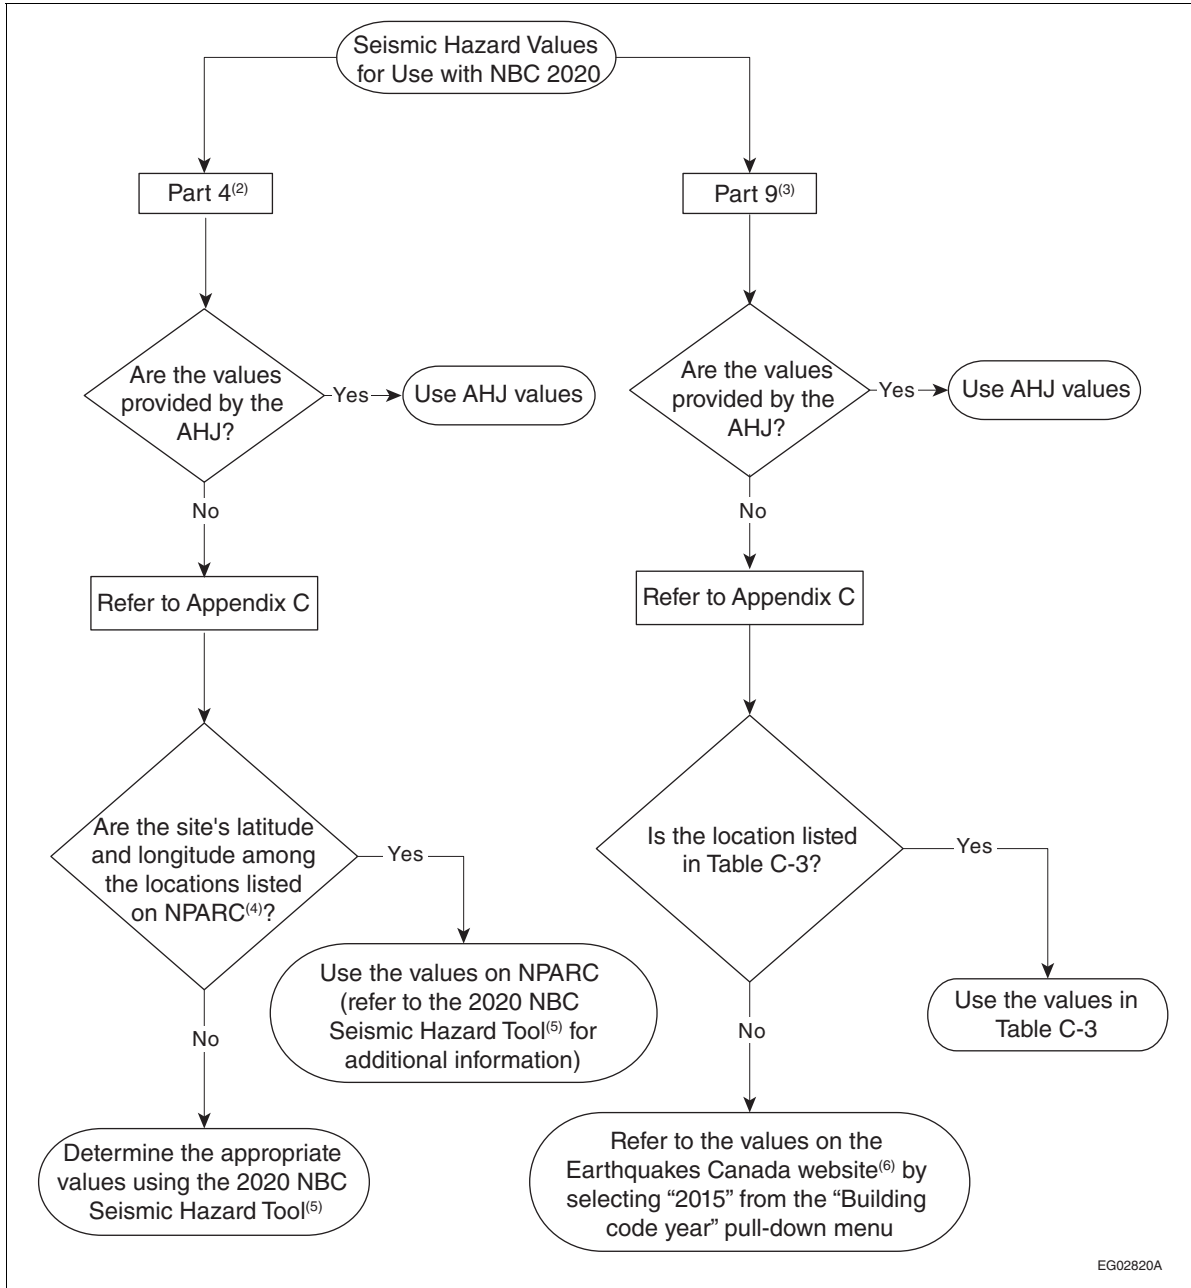 Seismic Hazard Values
for Use with NBC 2020
Part 4(2)
Part 9(3)
Are the values
provided by the
AHJ?
Yes
Use AHJ values
Are the values
provided by the
AHJ?
Yes
Use AHJ values
No
No
Refer to Appendix C
Refer to Appendix C
Are the site's latitude
and longitude among
the locations listed
on NPARC(4)?
Yes
Is the location listed
in Table C-3?
Yes
Use the values on NPARC
(refer to the 2020 NBC
Seismic Hazard Tool(5) for
additional information)
Use the values in
Table C-3
No
No
Determine the appropriate
values using the 2020 NBC
Seismic Hazard Tool(5)
Refer to the values on the
Earthquakes Canada website(6) by
selecting “2015” from the “Building
code year” pull-down menu
EG02820A